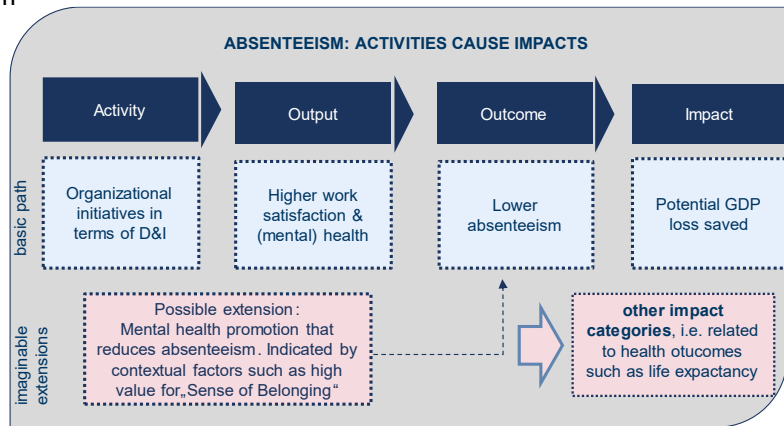 ABSENTEEISM: ACTIVITIES CAUSE IMPACTS
Activity
Output
Outcome
Impact
basic path
Organizational
initiatives in
terms of D&I
Higher work
satisfaction &
(mental) health
Lower
absenteeism
Potential GDP
loss saved
imaginable
extensions
Possible extension :
Mental health promotion that
reduces absenteeism. Indicated by
contextual factors such as high
value for „Sense of Belonging“
other impact
categories, i.e. related
to health otucomes
such as life expactancy